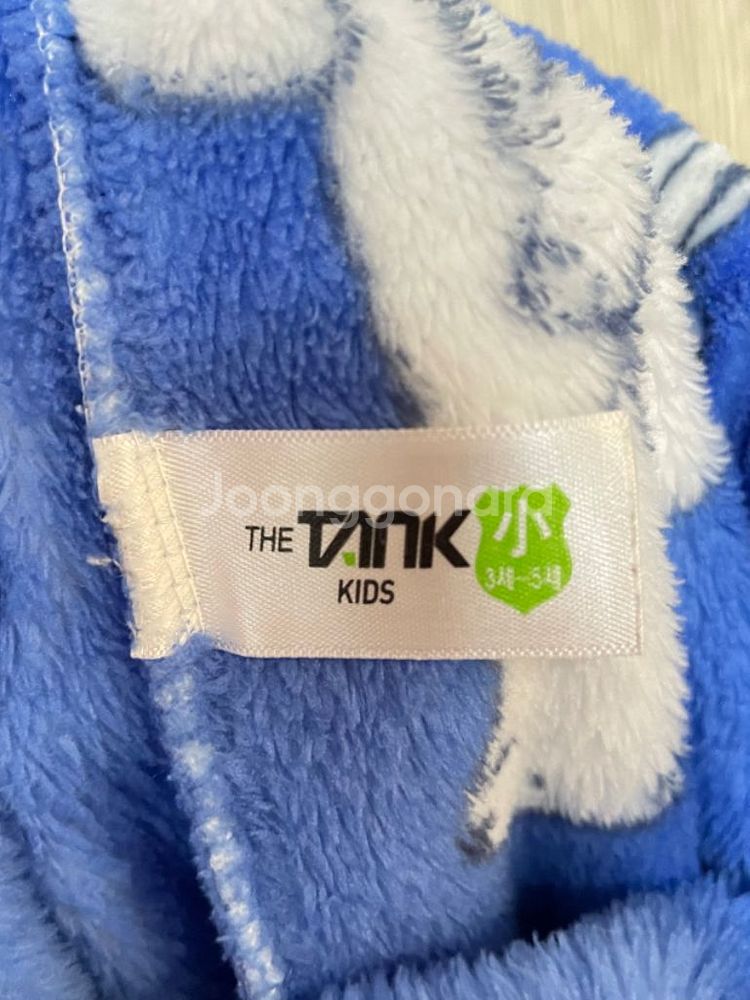 Joonggonara
THE TANK
KIDS
小
3세-5세